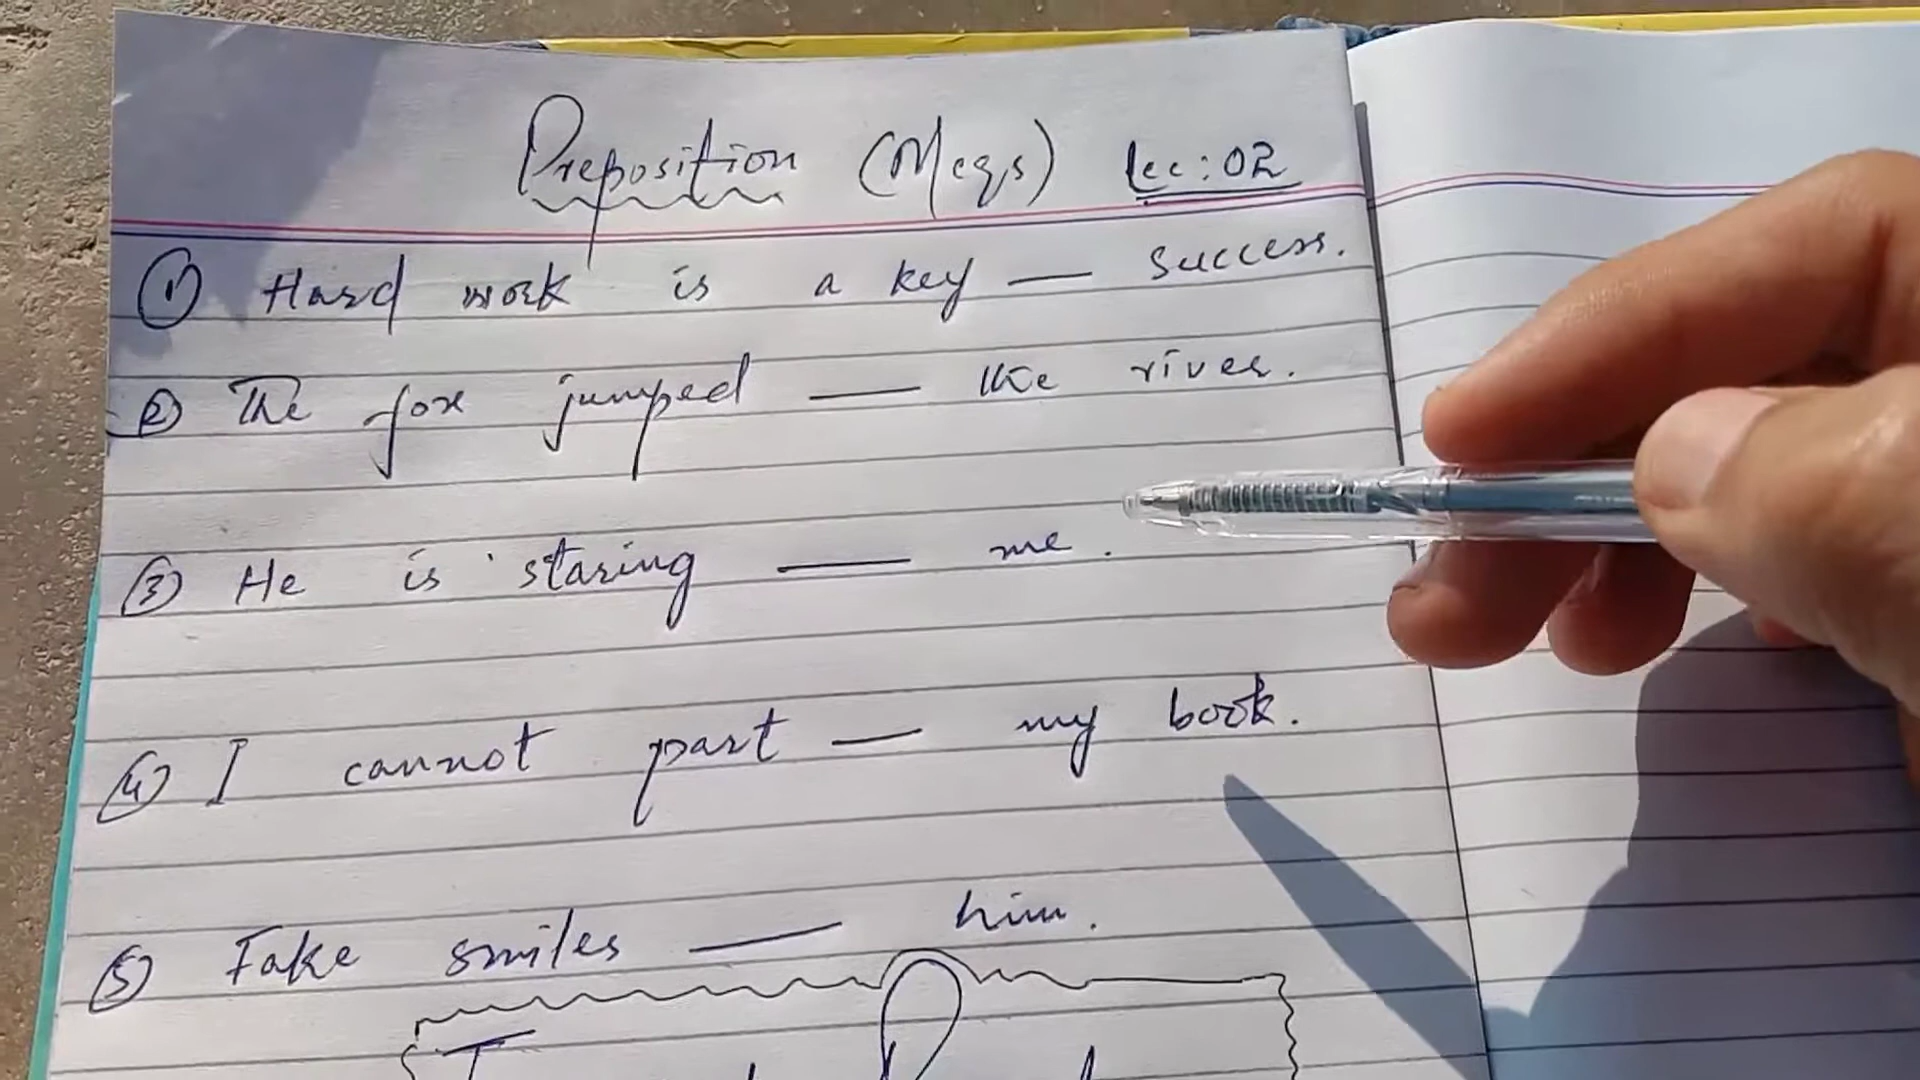 Preposition (Mcqs) Lec:02
① Hard work is a key — success.
② The fox jumped — the river.
③ He is staring — me.
④ I cannot part — my book.
⑤ Fake smiles — him.